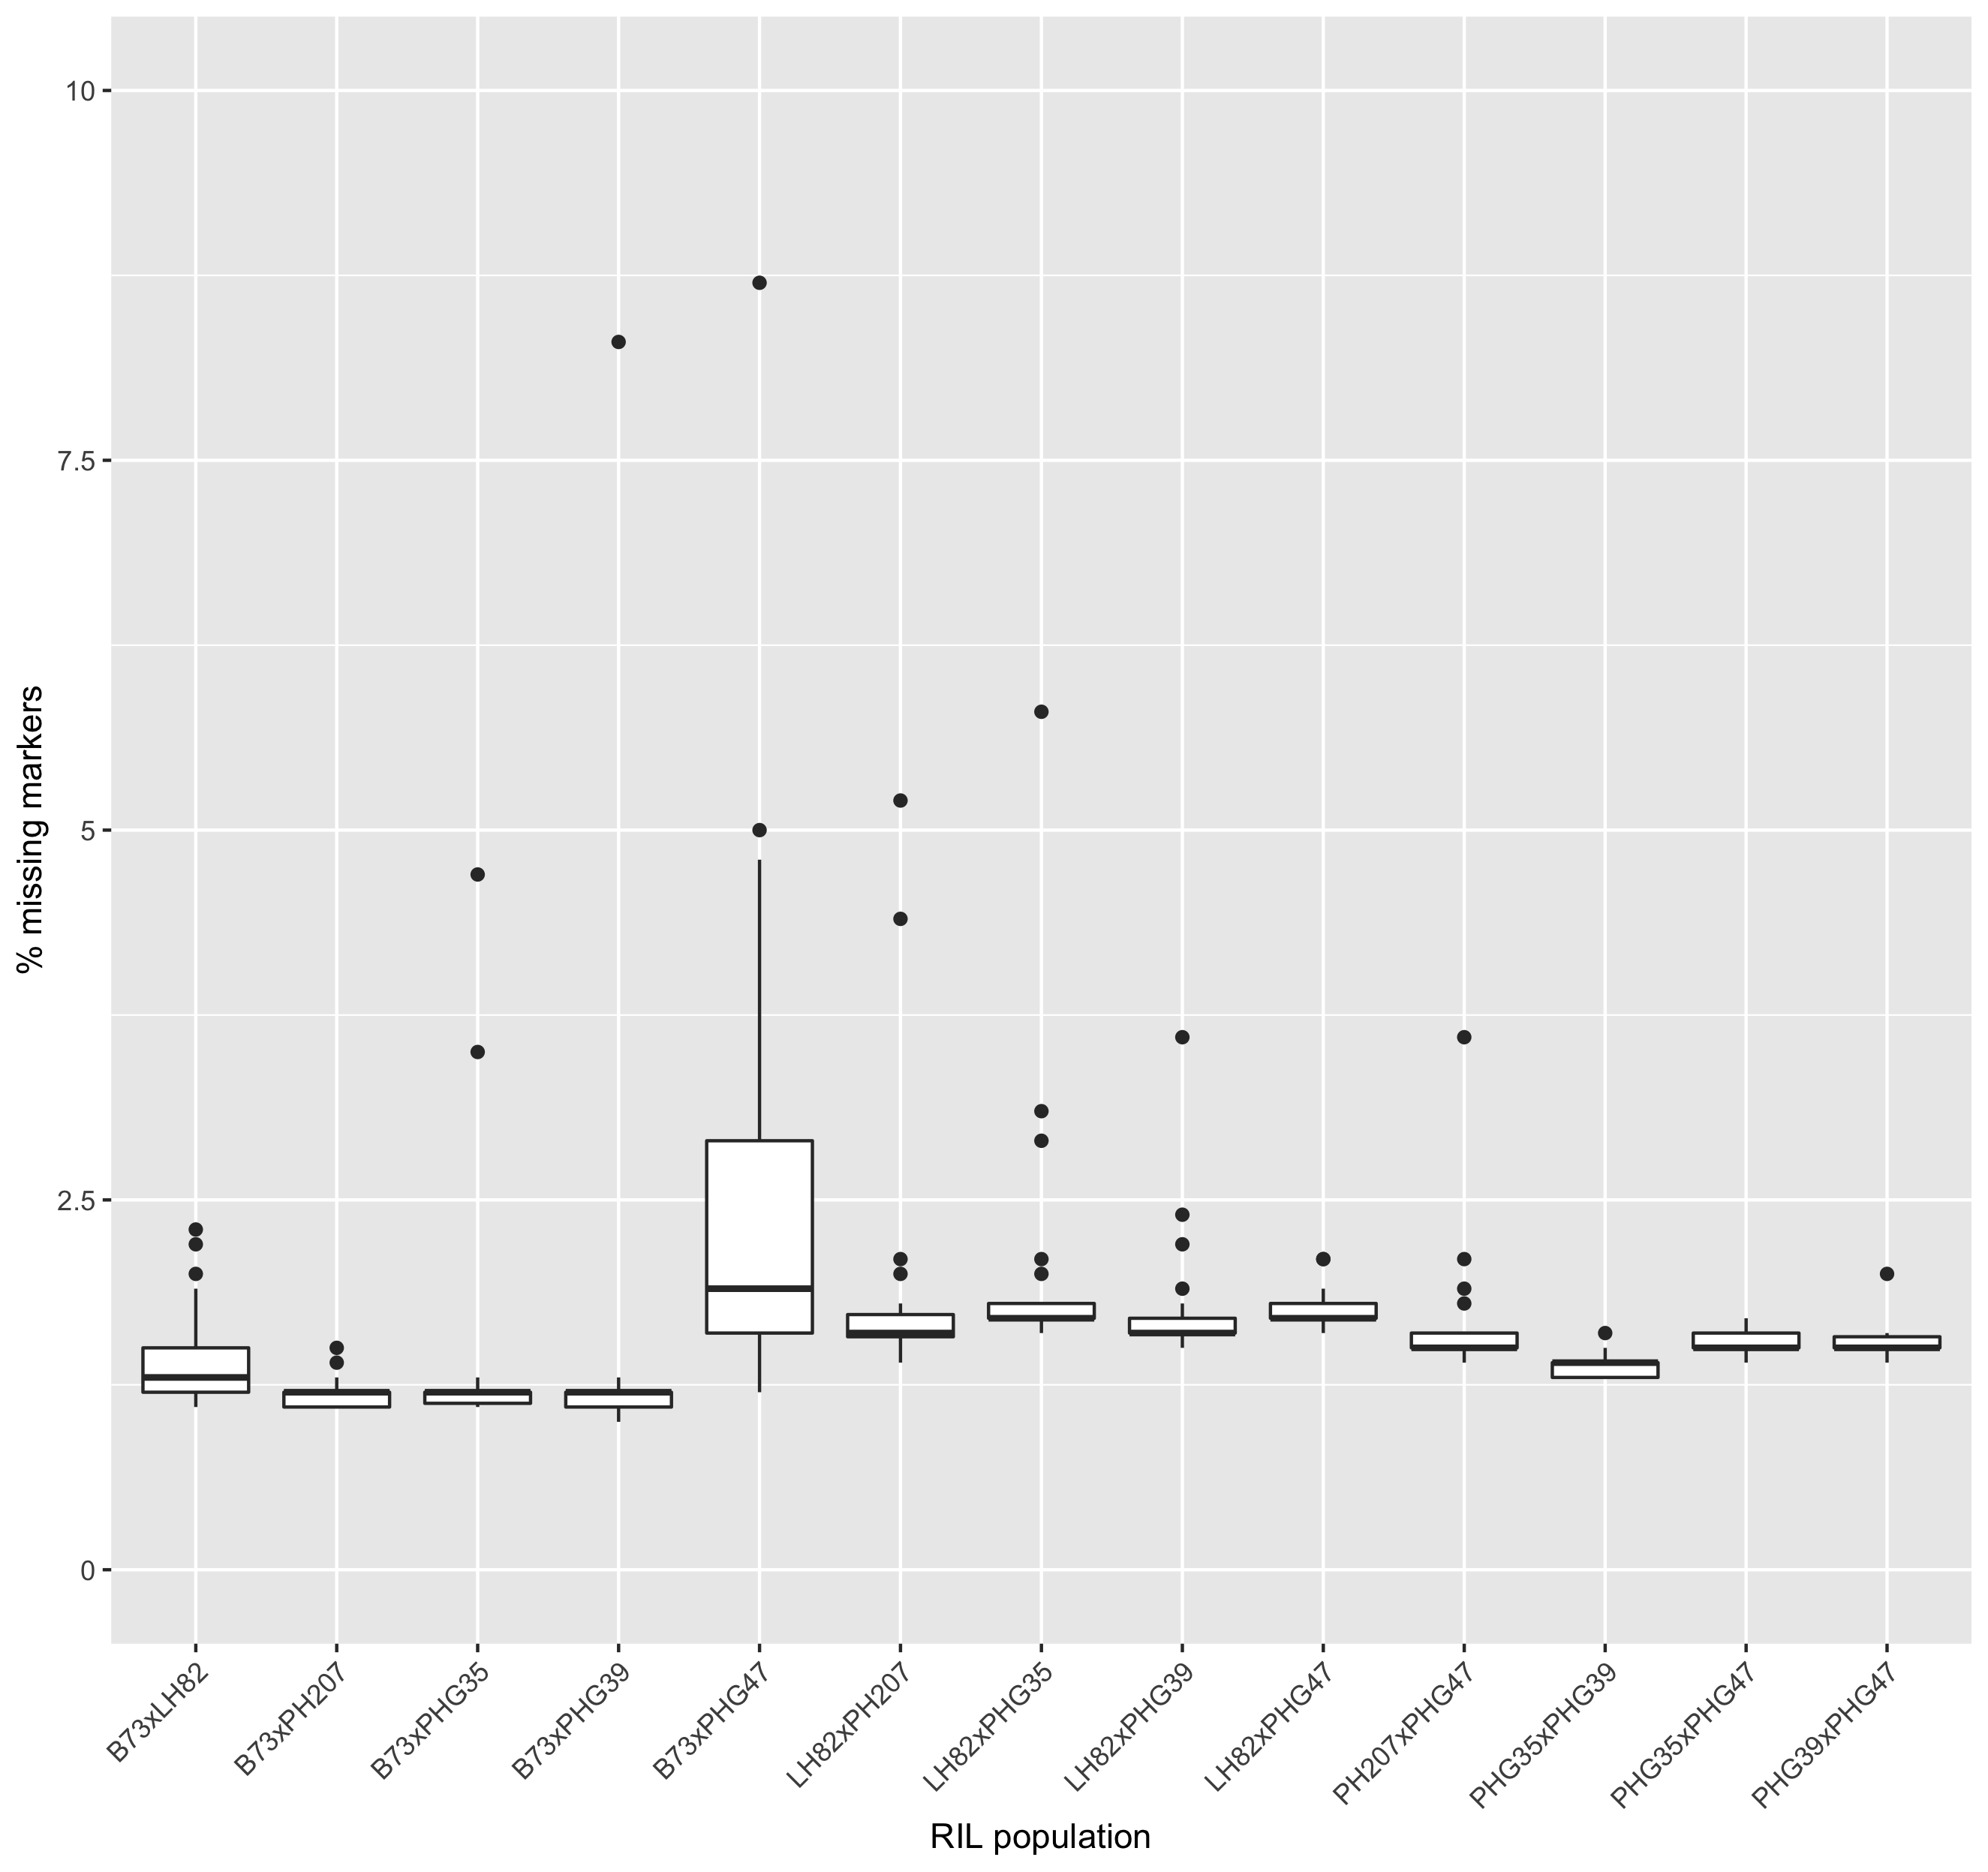 % missing markers
10
7.5
5
2.5
0
B73xLH82
B73xPH207
B73xPHG35
B73xPHG39
B73xPHG47
LH82xPH207
LH82xPHG35
LH82xPHG39
LH82xPHG47
PH207xPHG47
PHG35xPHG39
PHG35xPHG47
PHG39xPHG47
RIL population